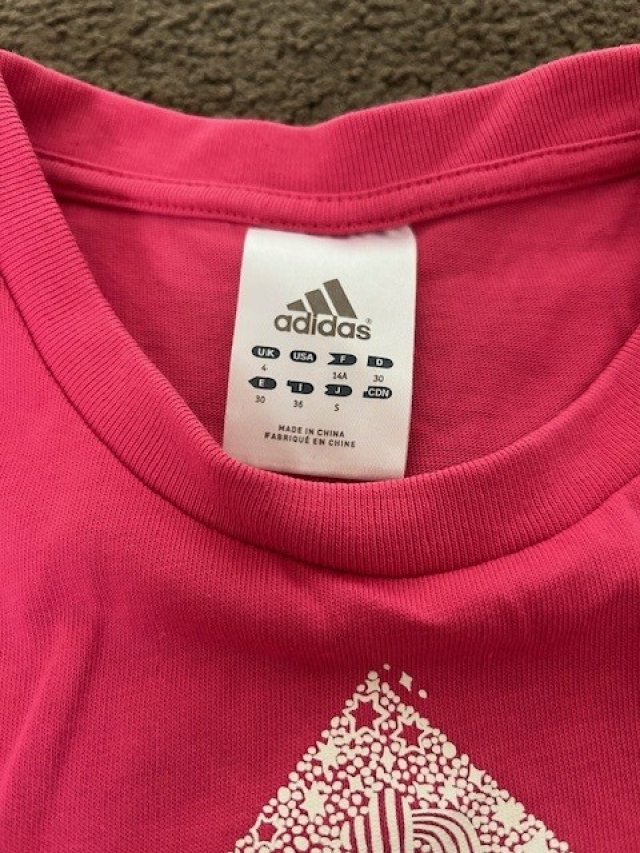 adidas®
UK USA F D
4 14A 30
E I J CDN
30 36 S
MADE IN CHINA
FABRIQUÉ EN CHINE